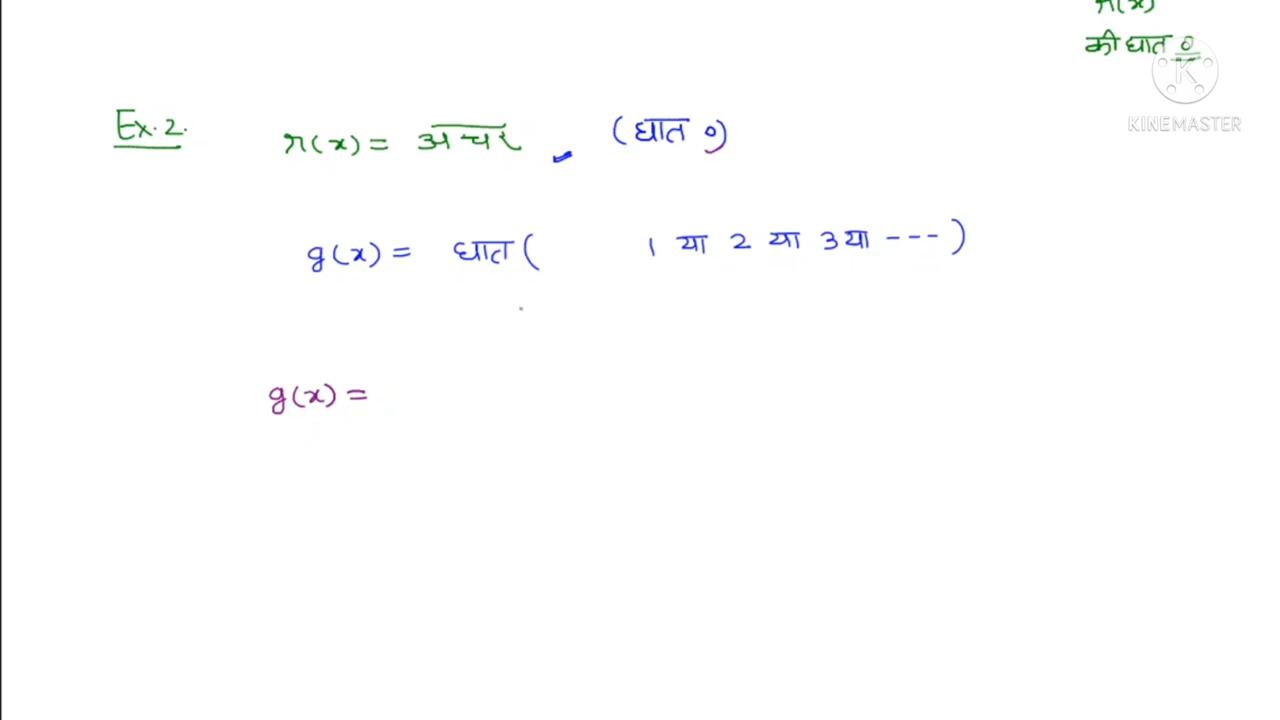 r(x)
की घात 0
KINEMASTER
Ex.2. r(x) = अचर (घात 0)
g(x) = घात ( 1 या 2 या 3 या ---- )
g(x) =